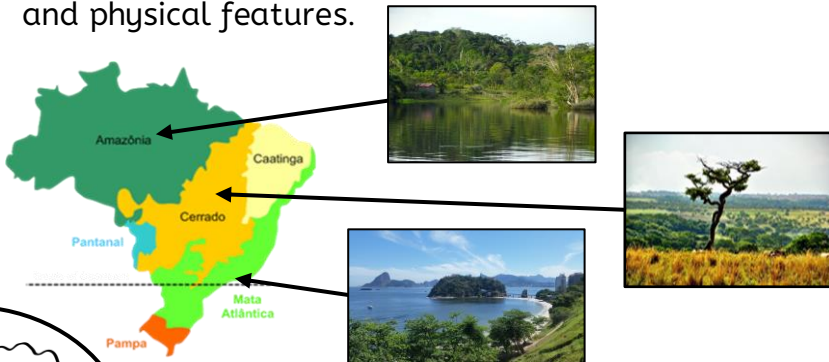 and physical features.
Amazônia
Caatinga
Cerrado
Pantanal
Mata
Atlântica
Pampa